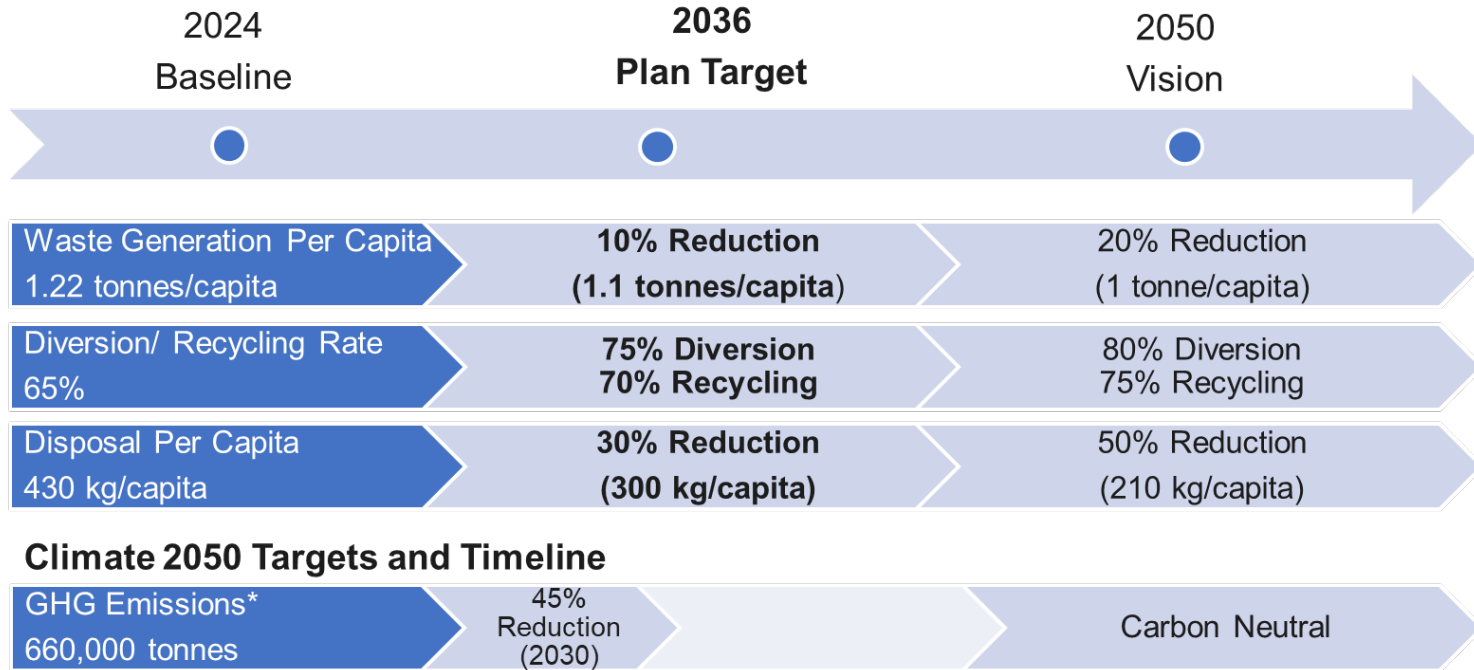 2024
Baseline
2036
Plan Target
2050
Vision
Waste Generation Per Capita
1.22 tonnes/capita
10% Reduction
(1.1 tonnes/capita)
20% Reduction
(1 tonne/capita)
Diversion/ Recycling Rate
65%
75% Diversion
70% Recycling
80% Diversion
75% Recycling
Disposal Per Capita
430 kg/capita
30% Reduction
(300 kg/capita)
50% Reduction
(210 kg/capita)
Climate 2050 Targets and Timeline
GHG Emissions*
660,000 tonnes
45%
Reduction
(2030)
Carbon Neutral